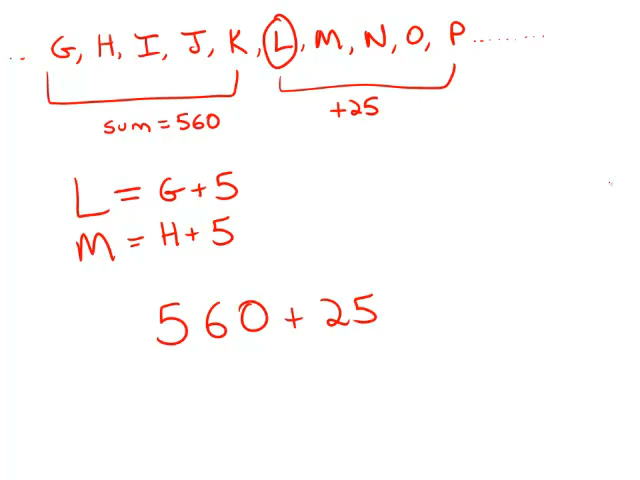 .. G, H, I, J, K, L, M, N, O, P.........
sum = 560
+25
L = G + 5
M = H + 5
560 + 25